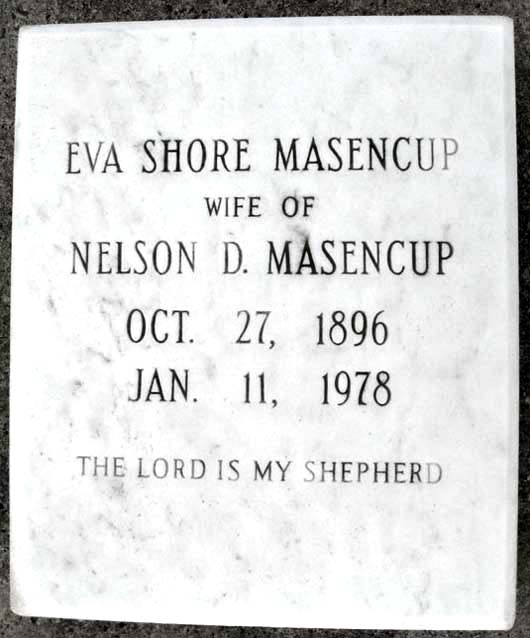 EVA SHORE MASENCUP
WIFE OF
NELSON D. MASENCUP
OCT. 27, 1896
JAN. 11, 1978
THE LORD IS MY SHEPHERD